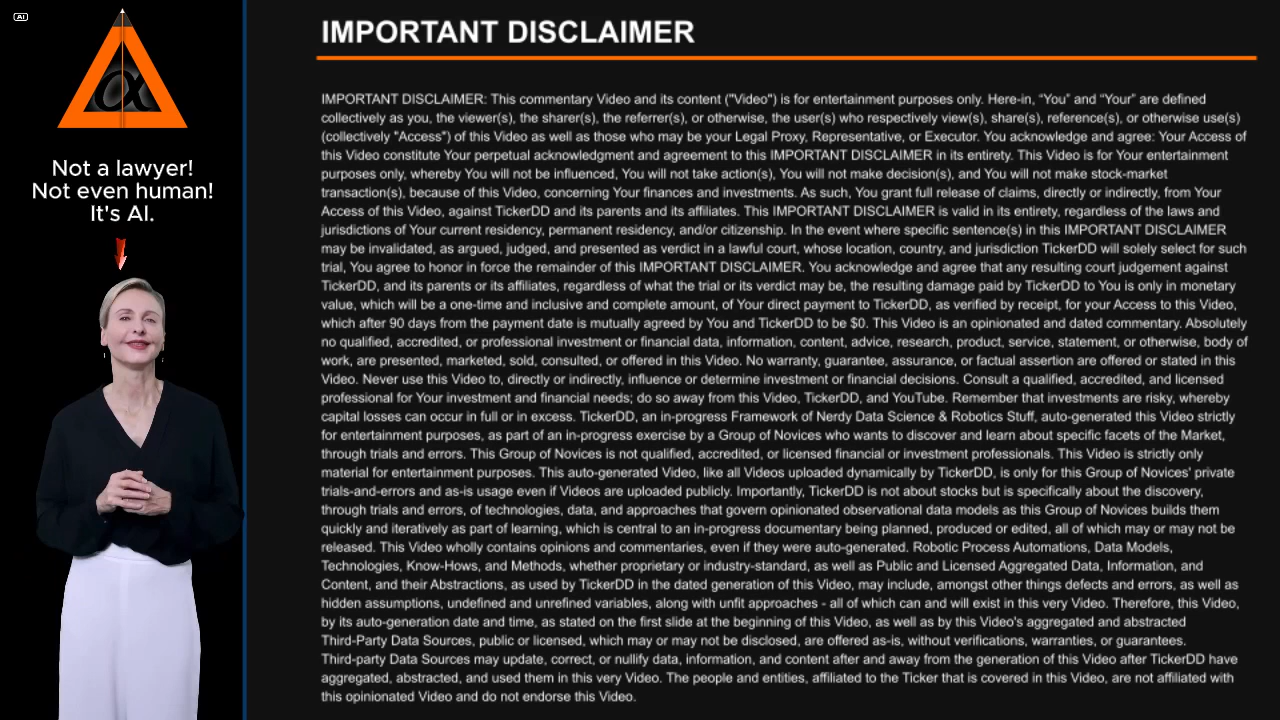 AI
α
Not a lawyer!
Not even human!
It's AI.
IMPORTANT DISCLAIMER
IMPORTANT DISCLAIMER: This commentary Video and its content ("Video") is for entertainment purposes only. Here-in, “You” and “Your” are defined
collectively as you, the viewer(s), the sharer(s), the referrer(s), or otherwise, the user(s) who respectively view(s), share(s), reference(s), or otherwise use(s)
(collectively "Access") of this Video as well as those who may be your Legal Proxy, Representative, or Executor. You acknowledge and agree: Your Access of
this Video constitute Your perpetual acknowledgment and agreement to this IMPORTANT DISCLAIMER in its entirety. This Video is for Your entertainment
purposes only, whereby You will not be influenced, You will not take action(s), You will not make decision(s), and You will not make stock-market
transaction(s), because of this Video, concerning Your finances and investments. As such, You grant full release of claims, directly or indirectly, from Your
Access of this Video, against TickerDD and its parents and its affiliates. This IMPORTANT DISCLAIMER is valid in its entirety, regardless of the laws and
jurisdictions of Your current residency, permanent residency, and/or citizenship. In the event where specific sentence(s) in this IMPORTANT DISCLAIMER
may be invalidated, as argued, judged, and presented as verdict in a lawful court, whose location, country, and jurisdiction TickerDD will solely select for such
trial, You agree to honor in force the remainder of this IMPORTANT DISCLAIMER. You acknowledge and agree that any resulting court judgement against
TickerDD, and its parents or its affiliates, regardless of what the trial or its verdict may be, the resulting damage paid by TickerDD to You is only in monetary
value, which will be a one-time and inclusive and complete amount, of Your direct payment to TickerDD, as verified by receipt, for your Access to this Video,
which after 90 days from the payment date is mutually agreed by You and TickerDD to be $0. This Video is an opinionated and dated commentary. Absolutely
no qualified, accredited, or professional investment or financial data, information, content, advice, research, product, service, statement, or otherwise, body of
work, are presented, marketed, sold, consulted, or offered in this Video. No warranty, guarantee, assurance, or factual assertion are offered or stated in this
Video. Never use this Video to, directly or indirectly, influence or determine investment or financial decisions. Consult a qualified, accredited, and licensed
professional for Your investment and financial needs; do so away from this Video, TickerDD, and YouTube. Remember that investments are risky, whereby
capital losses can occur in full or in excess. TickerDD, an in-progress Framework of Nerdy Data Science & Robotics Stuff, auto-generated this Video strictly
for entertainment purposes, as part of an in-progress exercise by a Group of Novices who wants to discover and learn about specific facets of the Market,
through trials and errors. This Group of Novices is not qualified, accredited, or licensed financial or investment professionals. This Video is strictly only
material for entertainment purposes. This auto-generated Video, like all Videos uploaded dynamically by TickerDD, is only for this Group of Novices' private
trials-and-errors and as-is usage even if Videos are uploaded publicly. Importantly, TickerDD is not about stocks but is specifically about the discovery,
through trials and errors, of technologies, data, and approaches that govern opinionated observational data models as this Group of Novices builds them
quickly and iteratively as part of learning, which is central to an in-progress documentary being planned, produced or edited, all of which may or may not be
released. This Video wholly contains opinions and commentaries, even if they were auto-generated. Robotic Process Automations, Data Models,
Technologies, Know-Hows, and Methods, whether proprietary or industry-standard, as well as Public and Licensed Aggregated Data, Information, and
Content, and their Abstractions, as used by TickerDD in the dated generation of this Video, may include, amongst other things defects and errors, as well as
hidden assumptions, undefined and unrefined variables, along with unfit approaches - all of which can and will exist in this very Video. Therefore, this Video,
by its auto-generation date and time, as stated on the first slide at the beginning of this Video, as well as by this Video's aggregated and abstracted
Third-Party Data Sources, public or licensed, which may or may not be disclosed, are offered as-is, without verifications, warranties, or guarantees.
Third-party Data Sources may update, correct, or nullify data, information, and content after and away from the generation of this Video after TickerDD have
aggregated, abstracted, and used them in this very Video. The people and entities, affiliated to the Ticker that is covered in this Video, are not affiliated with
this opinionated Video and do not endorse this Video.